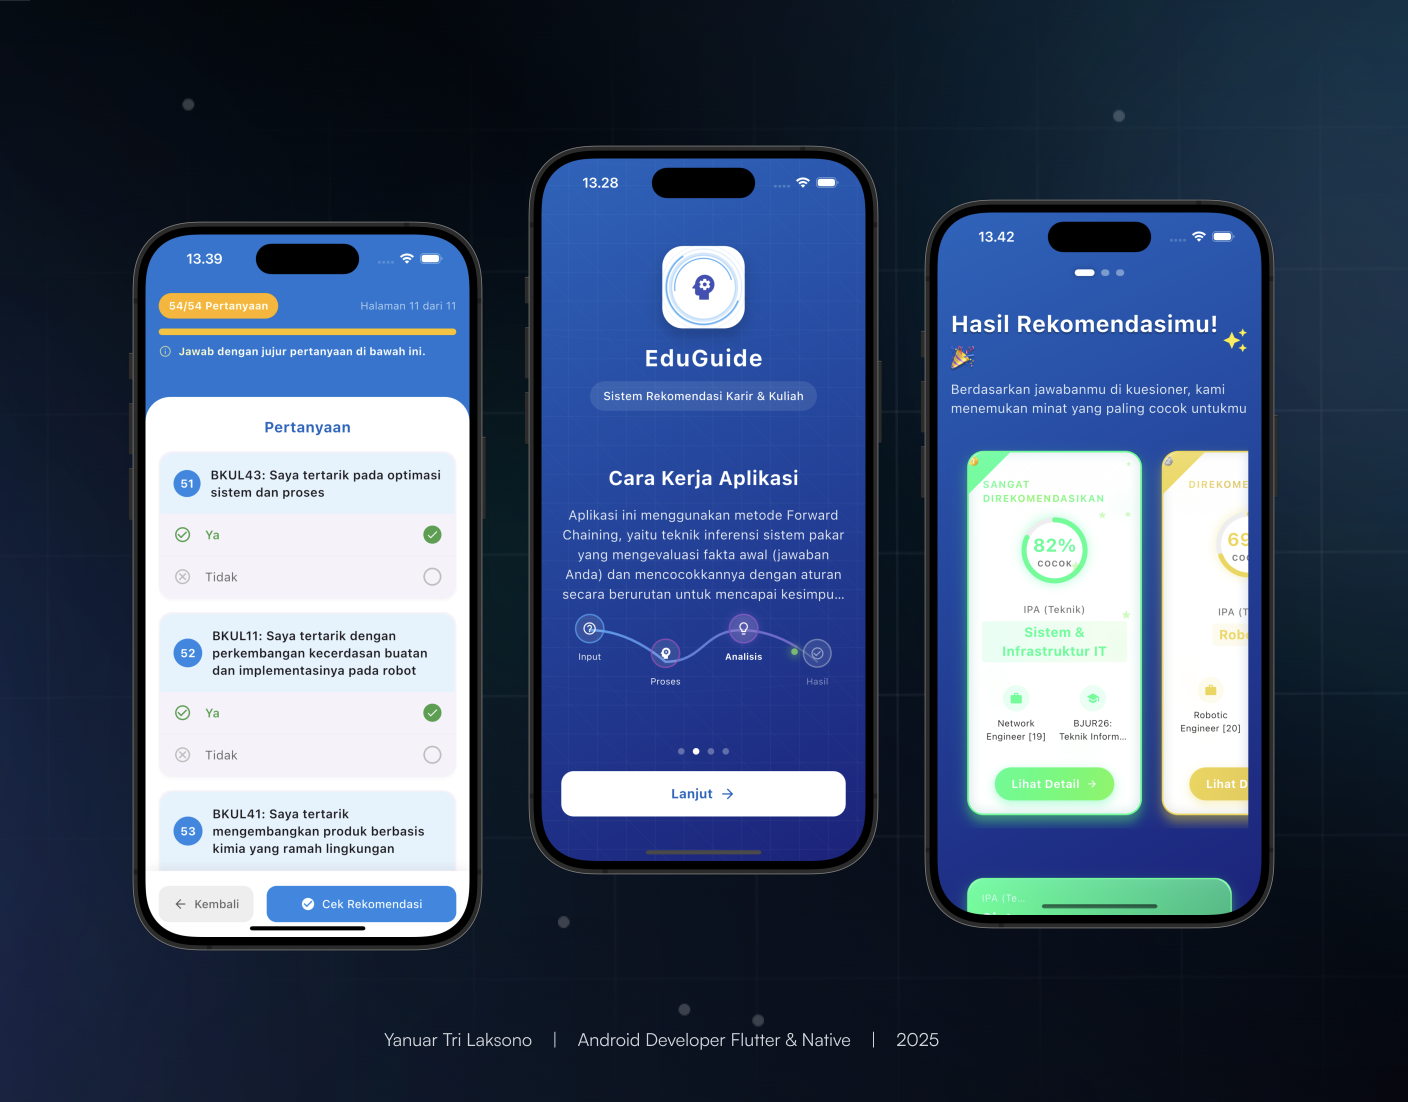 13.39
54/54 Pertanyaan
Halaman 11 dari 11
Jawab dengan jujur pertanyaan di bawah ini.
Pertanyaan
51
BKUL43: Saya tertarik pada optimasi
sistem dan proses
Ya
Tidak
52
BKUL11: Saya tertarik dengan
perkembangan kecerdasan buatan
dan implementasinya pada robot
Ya
Tidak
53
BKUL41: Saya tertarik
mengembangkan produk berbasis
kimia yang ramah lingkungan
Kembali
Cek Rekomendasi
13.28
EduGuide
Sistem Rekomendasi Karir & Kuliah
Cara Kerja Aplikasi
Aplikasi ini menggunakan metode Forward
Chaining, yaitu teknik inferensi sistem pakar
yang mengevaluasi fakta awal (jawaban
Anda) dan mencocokkannya dengan aturan
secara berurutan untuk mencapai kesimpu...
Input
Proses
Analisis
Hasil
Lanjut
13.42
Hasil Rekomendasimu!
Berdasarkan jawabanmu di kuesioner, kami
menemukan minat yang paling cocok untukmu
SANGAT
DIREKOMENDASIKAN
82%
COCOK
IPA (Teknik)
Sistem &
Infrastruktur IT
Network
Engineer [19]
BJUR26:
Teknik Inform...
Lihat Detail
DIREKOME
69
COC
IPA (T
Robo
Robotic
Engineer [20]
Lihat D
IPA (Te...
Yanuar Tri Laksono | Android Developer Flutter & Native | 2025